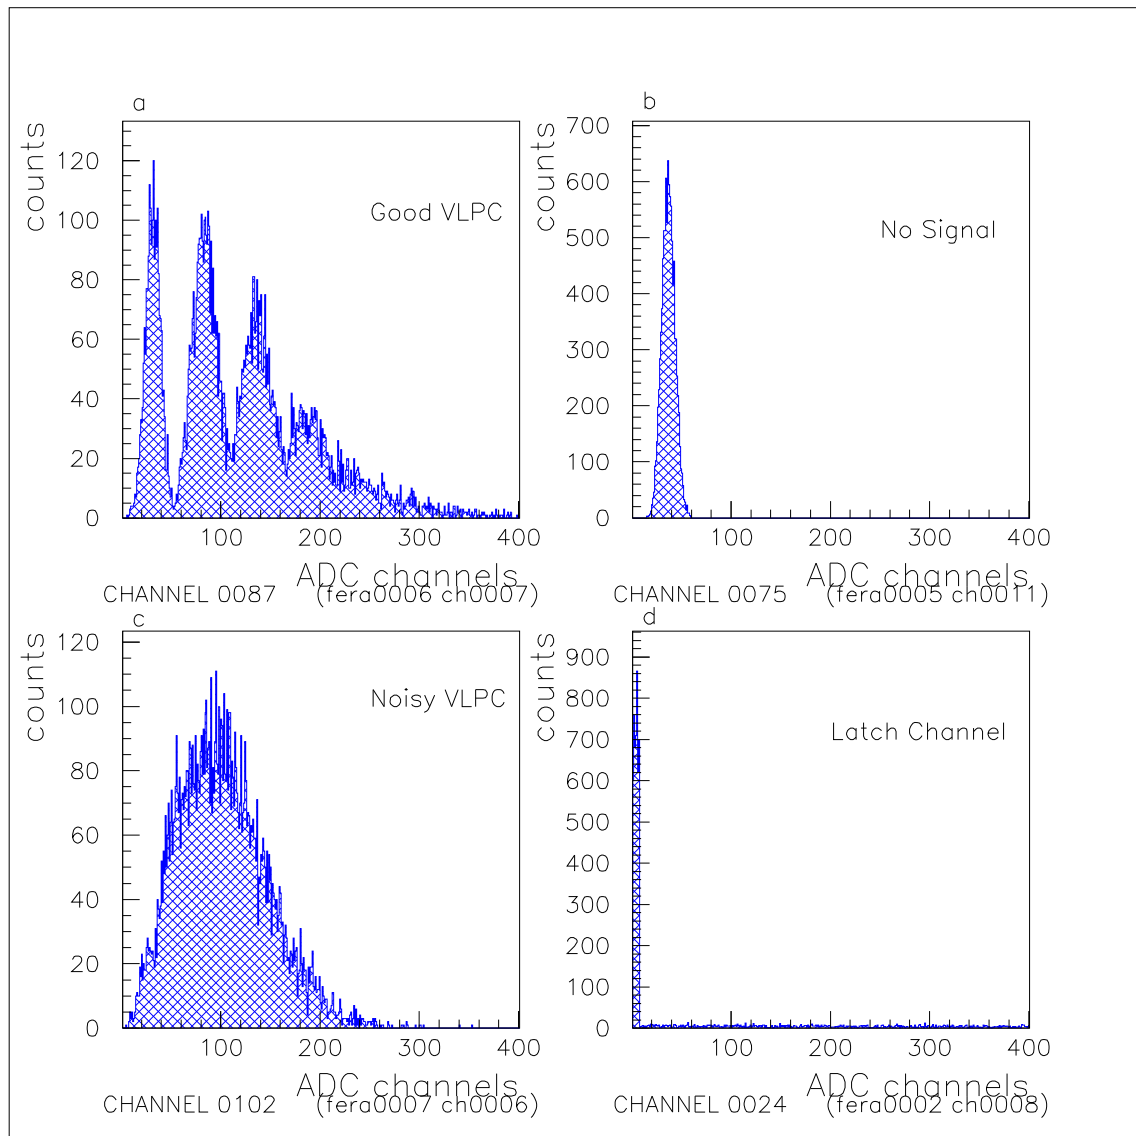 a
counts
120
100
80
60
40
20
0
Good VLPC
100 200 300 400
ADC channels
CHANNEL 0087 (fera0006 ch0007)
b
counts
700
600
500
400
300
200
100
0
No Signal
100 200 300 400
ADC channels
CHANNEL 0075 (fera0005 ch0011)
c
counts
120
100
80
60
40
20
0
Noisy VLPC
100 200 300 400
ADC channels
CHANNEL 0102 (fera0007 ch0006)
d
counts
900
800
700
600
500
400
300
200
100
0
Latch Channel
100 200 300 400
ADC channels
CHANNEL 0024 (fera0002 ch0008)